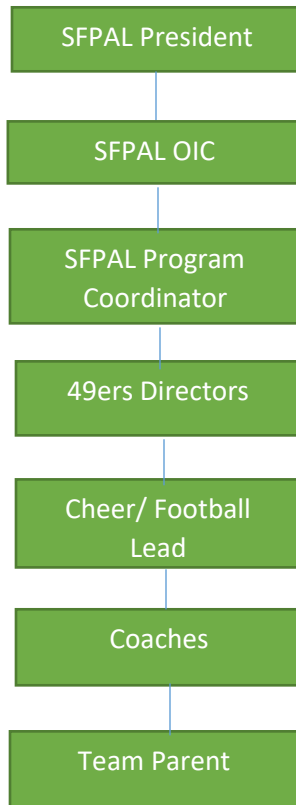 SFPAL President
SFPAL OIC
SFPAL Program
Coordinator
49ers Directors
Cheer/ Football
Lead
Coaches
Team Parent